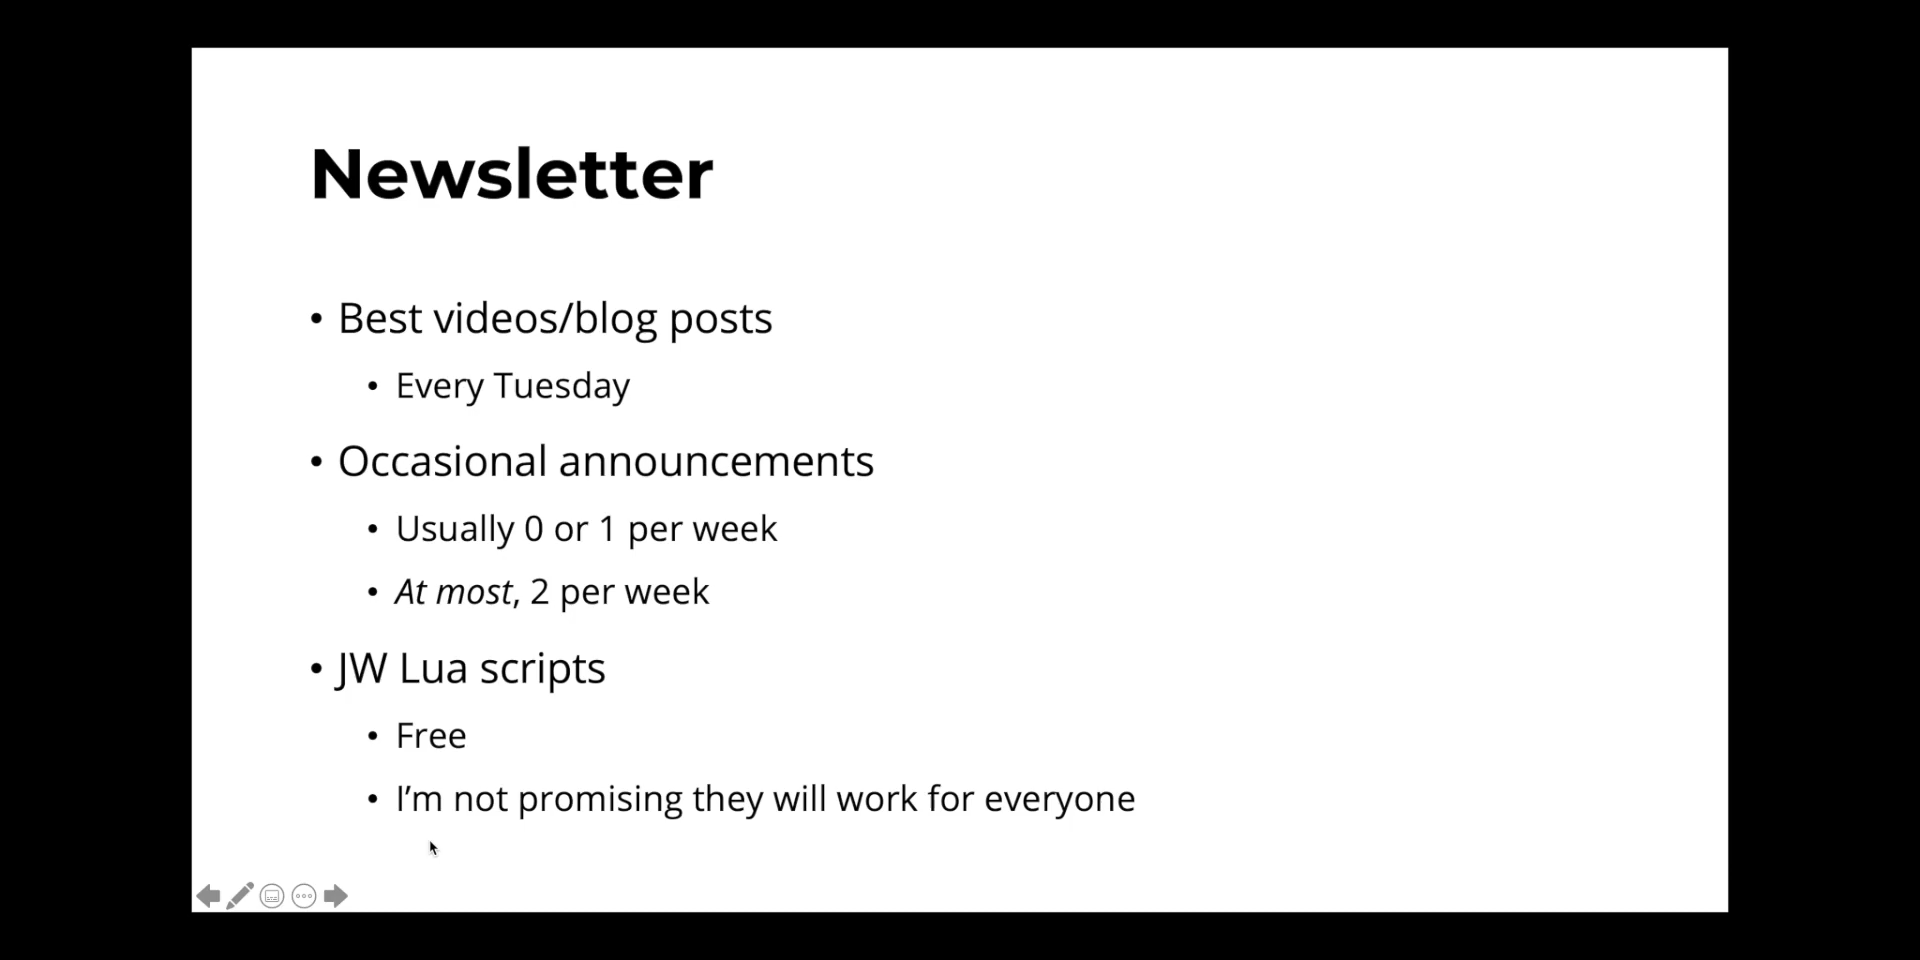 Newsletter
• Best videos/blog posts
• Every Tuesday
• Occasional announcements
• Usually 0 or 1 per week
• At most, 2 per week
• JW Lua scripts
• Free
• I’m not promising they will work for everyone